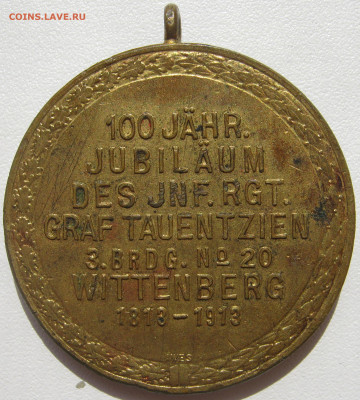 COINS.LAVE.RU
100 JÄHR.
JUBILÄUM
DES JNF. RGT.
GRAF TAUENTZIEN
3. BRDG. No 20
WITTENBERG
1813–1913